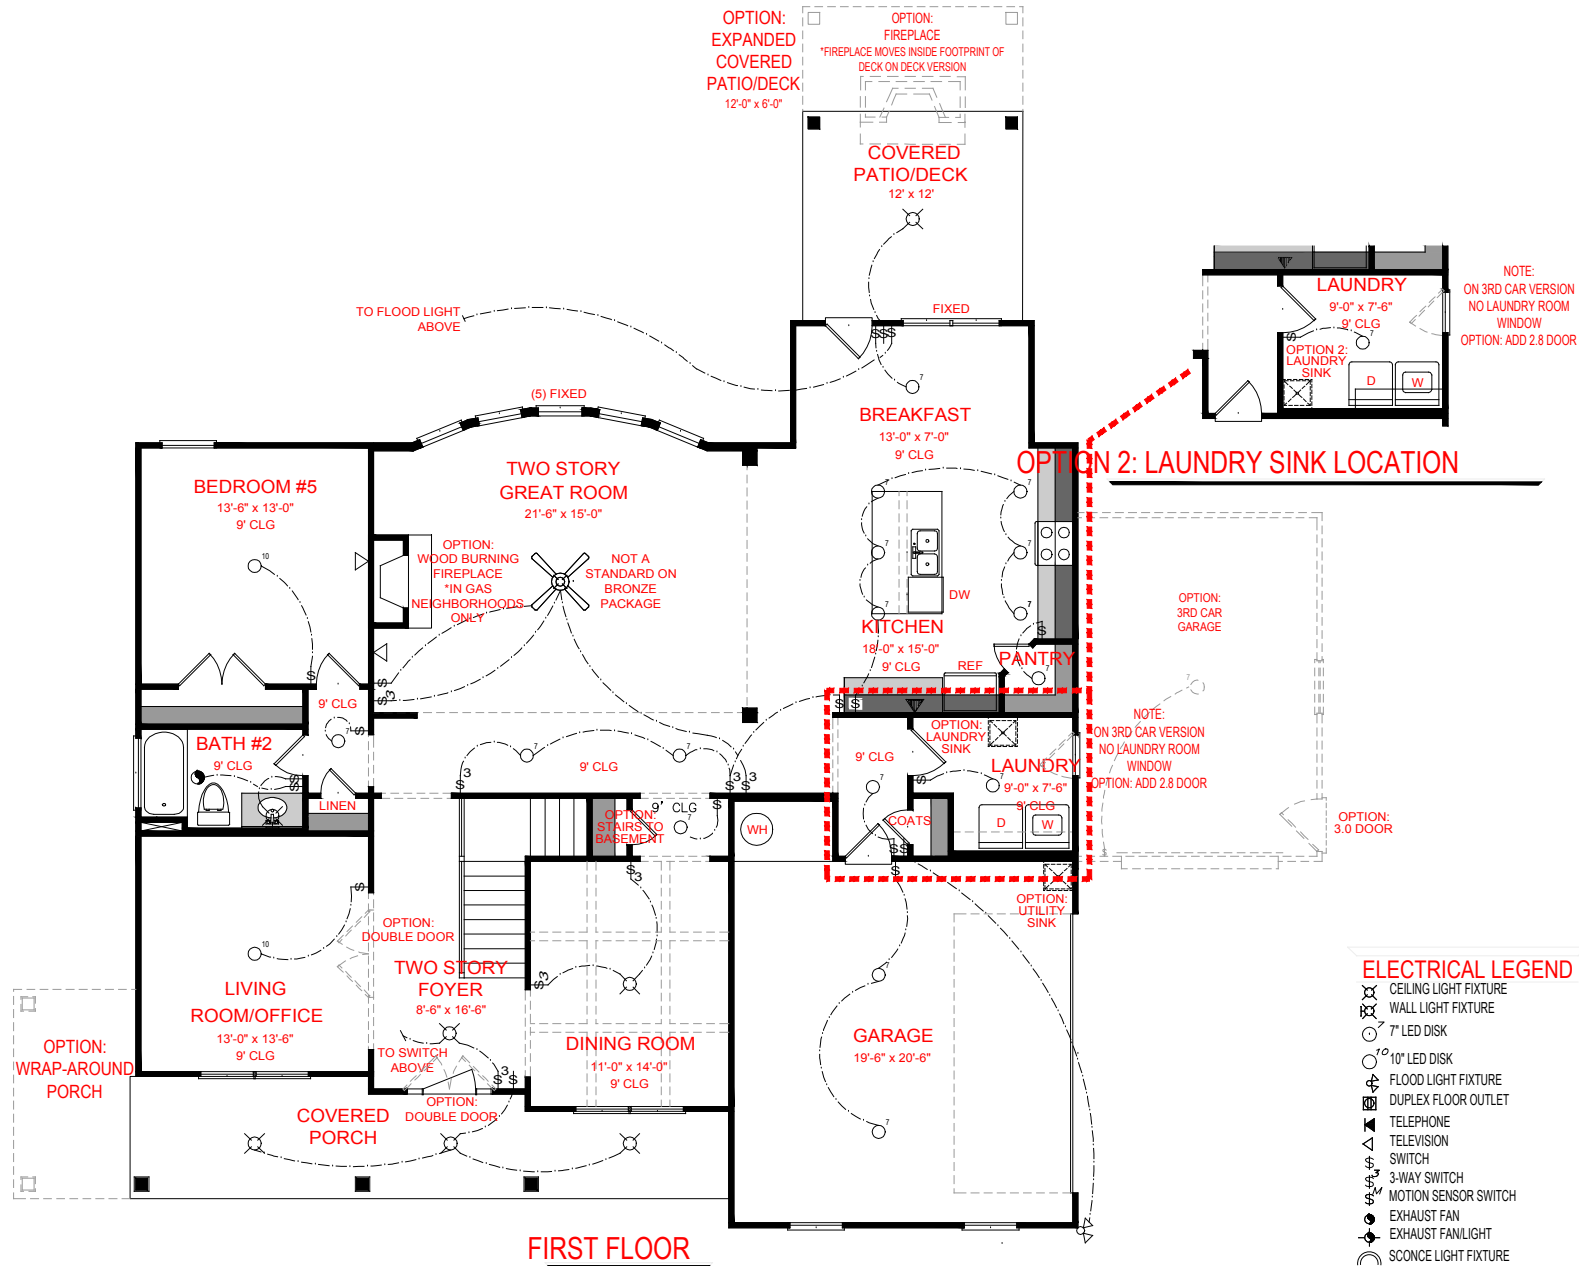 OPTION:
EXPANDED
COVERED
PATIO/DECK
12'-0" x 6'-0"
OPTION:
FIREPLACE
*FIREPLACE MOVES INSIDE FOOTPRINT OF
DECK ON DECK VERSION
COVERED
PATIO/DECK
12' x 12'
TO FLOOD LIGHT
ABOVE
FIXED
(5) FIXED
BREAKFAST
13'-0" x 7'-0"
9' CLG
LAUNDRY
9'-0" x 7'-6"
9' CLG
OPTION 2:
LAUNDRY
SINK
D
W
NOTE:
ON 3RD CAR VERSION
NO LAUNDRY ROOM
WINDOW
OPTION: ADD 2.8 DOOR
OPTION 2: LAUNDRY SINK LOCATION
BEDROOM #5
13'-6" x 13'-0"
9' CLG
TWO STORY
GREAT ROOM
21'-6" x 15'-0"
OPTION:
WOOD BURNING
FIREPLACE
*IN GAS
NEIGHBORHOODS
ONLY
NOT A
STANDARD ON
BRONZE
PACKAGE
DW
KITCHEN
18'-0" x 15'-0"
9' CLG
REF
PANTRY
OPTION:
3RD CAR
GARAGE
9' CLG
BATH #2
9' CLG
LINEN
9' CLG
9' CLG
OPTION:
LAUNDRY
SINK
LAUNDRY
9'-0" x 7'-6"
9' CLG
D
W
COATS
NOTE:
ON 3RD CAR VERSION
NO LAUNDRY ROOM
WINDOW
OPTION: ADD 2.8 DOOR
OPTION:
3.0 DOOR
OPTION:
STAIRS TO
BASEMENT
9' CLG
WH
OPTION:
UTILITY
SINK
OPTION:
DOUBLE DOOR
LIVING
ROOM/OFFICE
13'-0" x 13'-6"
9' CLG
TWO STORY
FOYER
8'-6" x 16'-6"
TO SWITCH
ABOVE
OPTION:
DOUBLE DOOR
DINING ROOM
11'-0" x 14'-0"
9' CLG
GARAGE
19'-6" x 20'-6"
OPTION:
WRAP-AROUND
PORCH
COVERED
PORCH
FIRST FLOOR
ELECTRICAL LEGEND
CEILING LIGHT FIXTURE
WALL LIGHT FIXTURE
7 7" LED DISK
10 10" LED DISK
FLOOD LIGHT FIXTURE
DUPLEX FLOOR OUTLET
TELEPHONE
TELEVISION
$ SWITCH
$3 3-WAY SWITCH
$M MOTION SENSOR SWITCH
EXHAUST FAN
EXHAUST FAN/LIGHT
SCONCE LIGHT FIXTURE